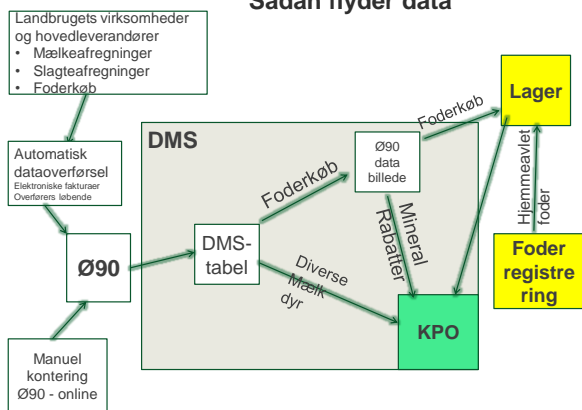 Sådan flyder data
Landbrugets virksomheder
og hovedleverandører
• Mælkeafregninger
• Slagteafregninger
• Foderkøb
Automatisk
dataoverførsel
Elektroniske fakturaer
Overførers løbende
Ø90
Manuel
kontering
Ø90 - online
DMS
DMS-
tabel
Foderkøb
Diverse
Mælk
dyr
Ø90
data
billede
Mineral
Rabatter
KPO
Foderkøb
Lager
Hjemmeavlet
foder
Foder
registre
ring